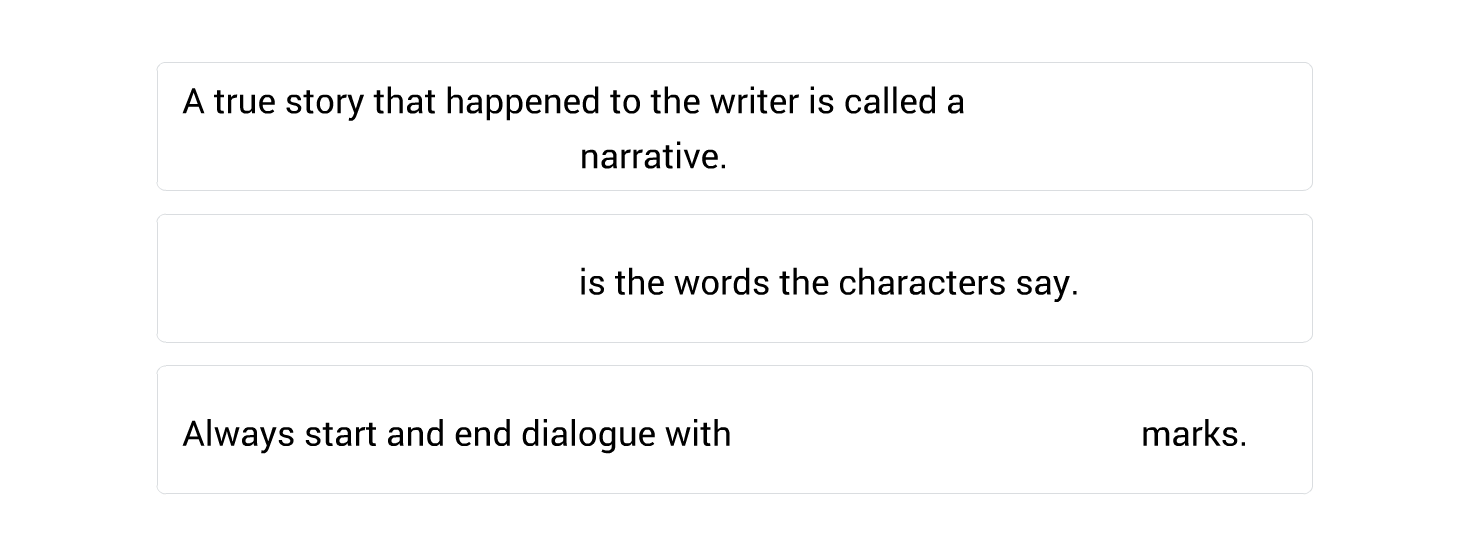 A true story that happened to the writer is called a
narrative.
is the words the characters say.
Always start and end dialogue with marks.